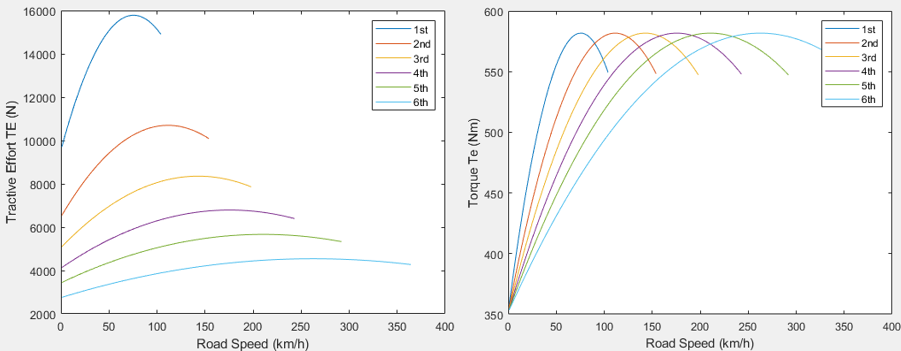 16000
14000
12000
10000
8000
6000
4000
2000
Tractive Effort TE (N)
0 50 100 150 200 250 300 350 400
Road Speed (km/h)
1st
2nd
3rd
4th
5th
6th
600
550
500
450
400
350
Torque Te (Nm)
0 50 100 150 200 250 300 350 400
Road Speed (km/h)
1st
2nd
3rd
4th
5th
6th